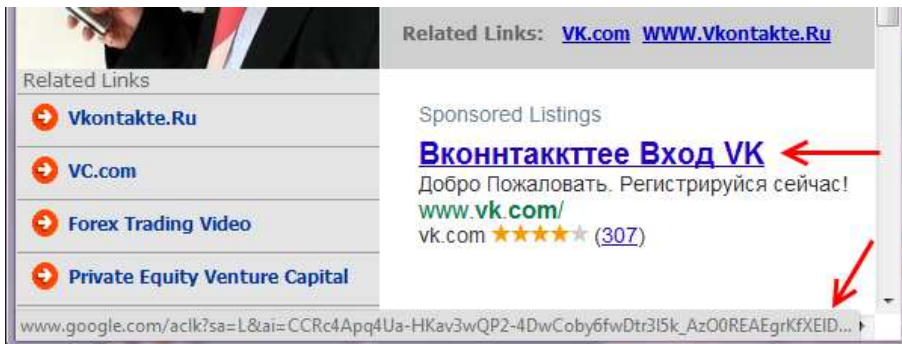 Related Links: VK.com WWW.Vkontakte.Ru
Related Links
Vkontakte.Ru
VC.com
Forex Trading Video
Private Equity Venture Capital
Sponsored Listings
Вконнтаккттее Вход VK
Добро Пожаловать. Регистрируйся сейчас!
www.vk.com/
vk.com ★★★★★ (307)
www.google.com/aclk?sa=L&ai=CCRc4Apq4Ua-HKav3wQP2-4DwCoby6fwDtr3I5k_AzO0REAEgrKfXEID...